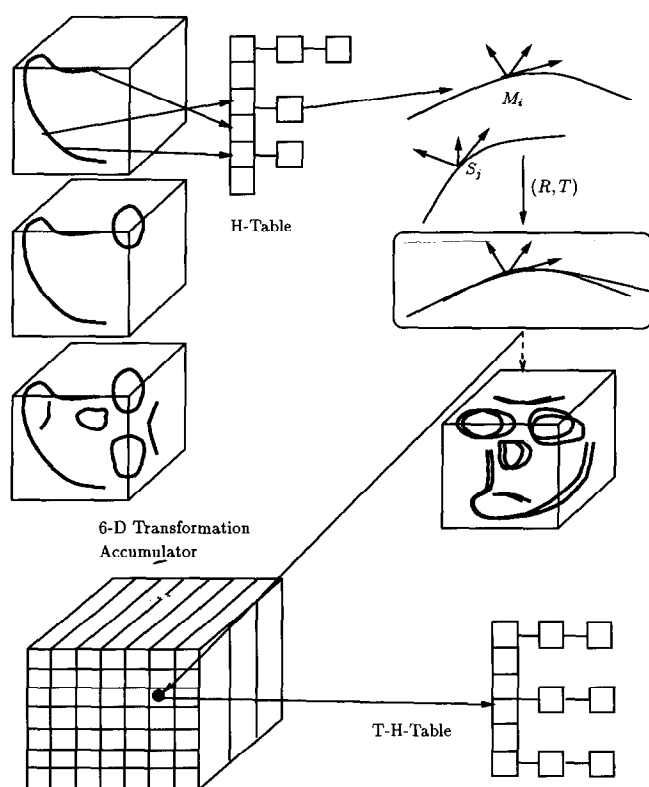 M_i
S_j
(R, T)
H-Table
6-D Transformation
Accumulator
T-H-Table